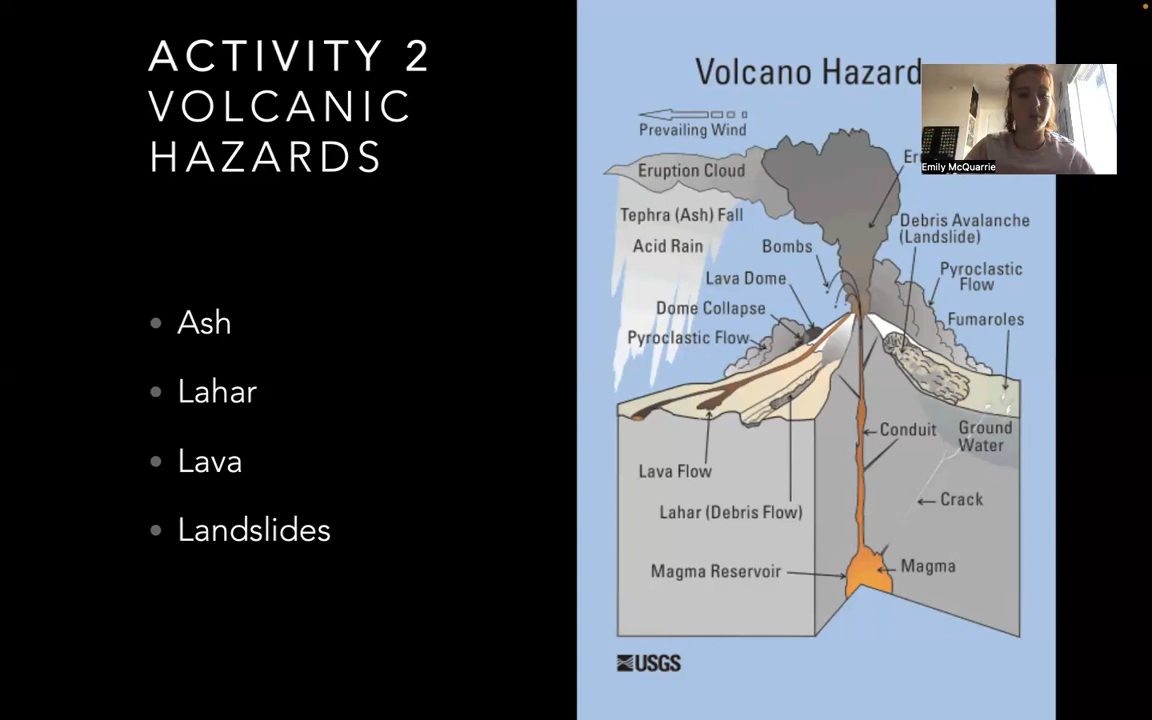 ACTIVITY 2
VOLCANIC
HAZARDS
• Ash
• Lahar
• Lava
• Landslides
Volcano Hazard
Prevailing Wind
Eruption Cloud
Tephra (Ash) Fall
Acid Rain
Bombs
Lava Dome
Dome Collapse
Pyroclastic Flow
Debris Avalanche
(Landslide)
Pyroclastic
Flow
Fumaroles
Conduit
Ground
Water
Lava Flow
Crack
Lahar (Debris Flow)
Magma Reservoir
Magma
USGS
Emily McQuarrie